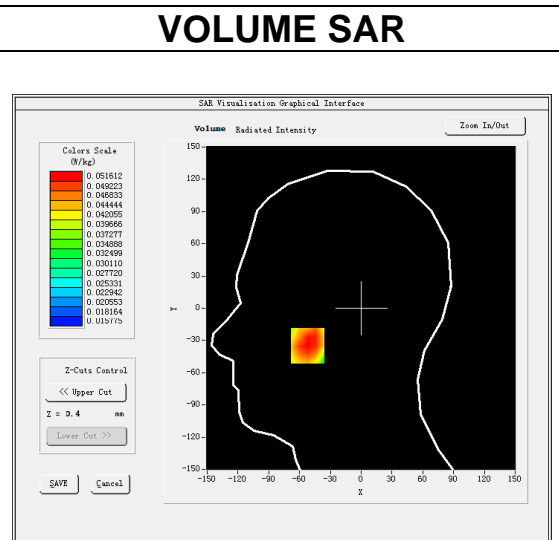 VOLUME SAR
SAR Visualisation Graphical Interface
Volume Radiated Intensity
Zoom In/Out
Colors Scale
(W/kg)
0.051612
0.049223
0.046833
0.044444
0.042055
0.039666
0.037277
0.034888
0.032499
0.030110
0.027720
0.025331
0.022942
0.020553
0.018164
0.015775
Z-Cuts Control
<< Upper Cut
Z = 0.4 mm
Lower Cut >>
SAVE Cancel
150
120
90
60
30
0
-30
-60
-90
-120
-150
Y
-150 -120 -90 -60 -30 0 30 60 90 120 150
X